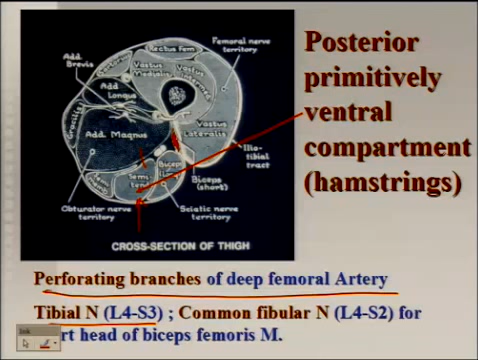 Femoral nerve
territory
Rectus Fem.
Add.
Brevis
Sartorius
Vastus
Medialis
Vastus
Add
Longus
Gracilis
Add. Magnus
Vastus
Lateralis
Ilio-
tibial
tract
Biceps
Semi-
tend
Biceps
(short)
Obturator nerve
territory
Sciatic nerve
territory
CROSS-SECTION OF THIGH
Posterior
primitively
ventral
compartment
(hamstrings)
Perforating branches of deep femoral Artery
Tibial N (L4-S3) ; Common fibular N (L4-S2) for
head of biceps femoris M.
Ink